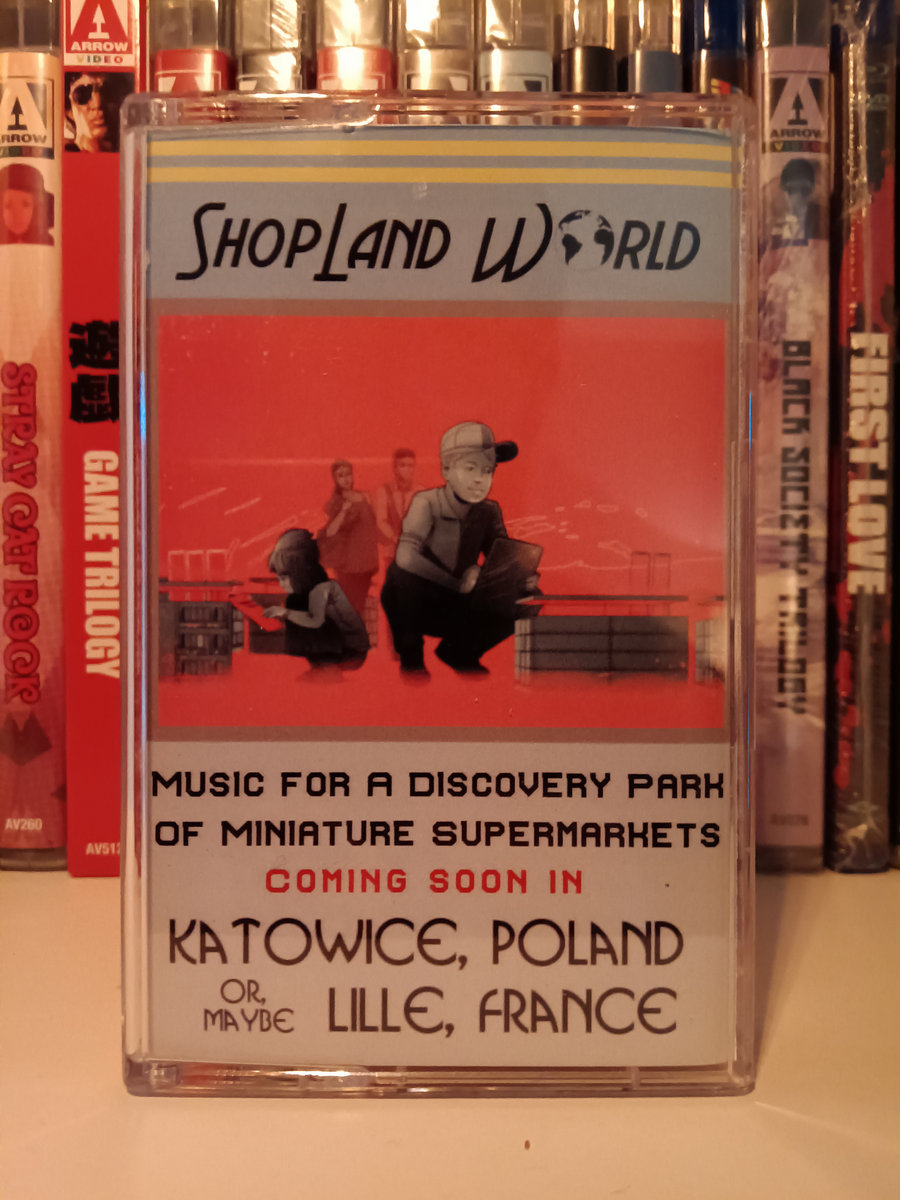 SHOPLAND WORLD
MUSIC FOR A DISCOVERY PARK
OF MINIATURE SUPERMARKETS
COMING SOON IN
KATOWICE, POLAND
OR,
MAYBE
LILLE, FRANCE
ARROW
STRAY CAT ROCK
AV260
ARROW
VIDEO
GAME TRILOGY
AV512
ARROW
BLACK SOCIETY TRILOGY
FIRST LOVE